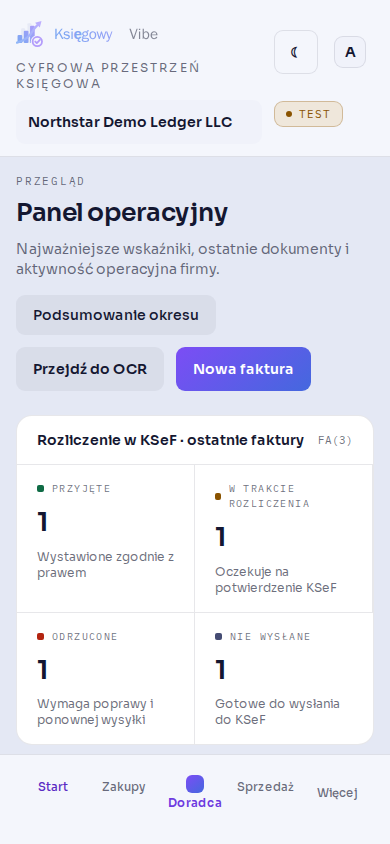 Księgowy Vibe
CYFROWA PRZESTRZEŃ
KSIĘGOWA
A
Northstar Demo Ledger LLC
TEST
PRZEGLĄD
Panel operacyjny
Najważniejsze wskaźniki, ostatnie dokumenty i
aktywność operacyjna firmy.
Podsumowanie okresu
Przejdź do OCR
Nowa faktura
Rozliczenie w KSeF · ostatnie faktury
FA(3)
PRZYJĘTE
1
Wystawione zgodnie z
prawem
W TRAKCIE
ROZLICZENIA
1
Oczekuje na
potwierdzenie KSeF
ODRZUCONE
1
Wymaga poprawy i
ponownej wysyłki
NIE WYSŁANE
1
Gotowe do wysłania
do KSeF
Start
Zakupy
Doradca
Sprzedaż
Więcej